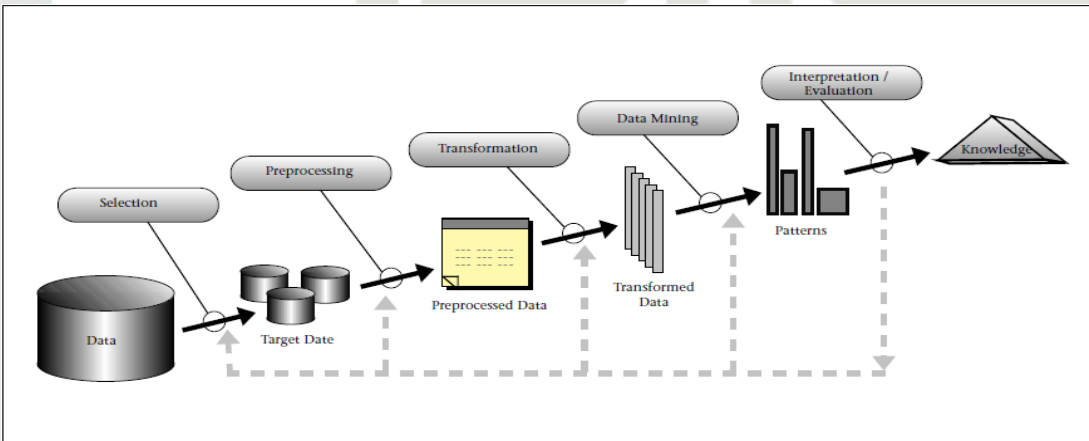 Interpretation /
Evaluation
Data Mining
Transformation
Preprocessing
Selection
Knowledge
Patterns
Transformed
Data
Preprocessed Data
Target Date
Data